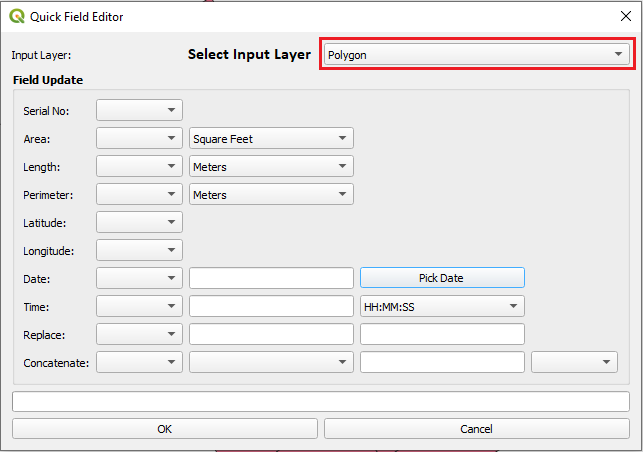 Quick Field Editor
Input Layer: Select Input Layer Polygon
Field Update
Serial No:
Area: Square Feet
Length: Meters
Perimeter: Meters
Latitude:
Longitude:
Date: Pick Date
Time: HH:MM:SS
Replace:
Concatenate:
OK Cancel